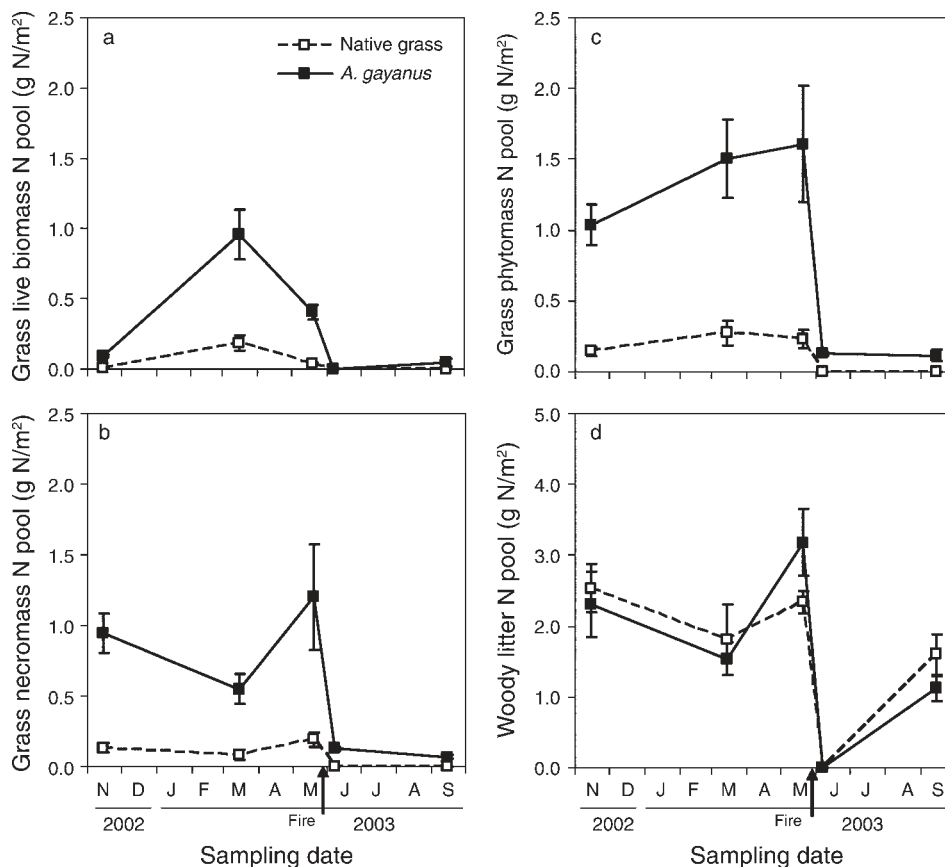 a
Native grass
A. gayanus
Grass live biomass N pool (g N/m²)
2.5
2.0
1.5
1.0
0.5
0.0
c
Grass phytomass N pool (g N/m²)
2.5
2.0
1.5
1.0
0.5
0.0
b
Grass necromass N pool (g N/m²)
2.5
2.0
1.5
1.0
0.5
0.0
N D J F M A M J J A S
2002 Fire 2003
Sampling date
d
Woody litter N pool (g N/m²)
5.0
4.0
3.0
2.0
1.0
0.0
N D J F M A M J J A S
2002 Fire 2003
Sampling date